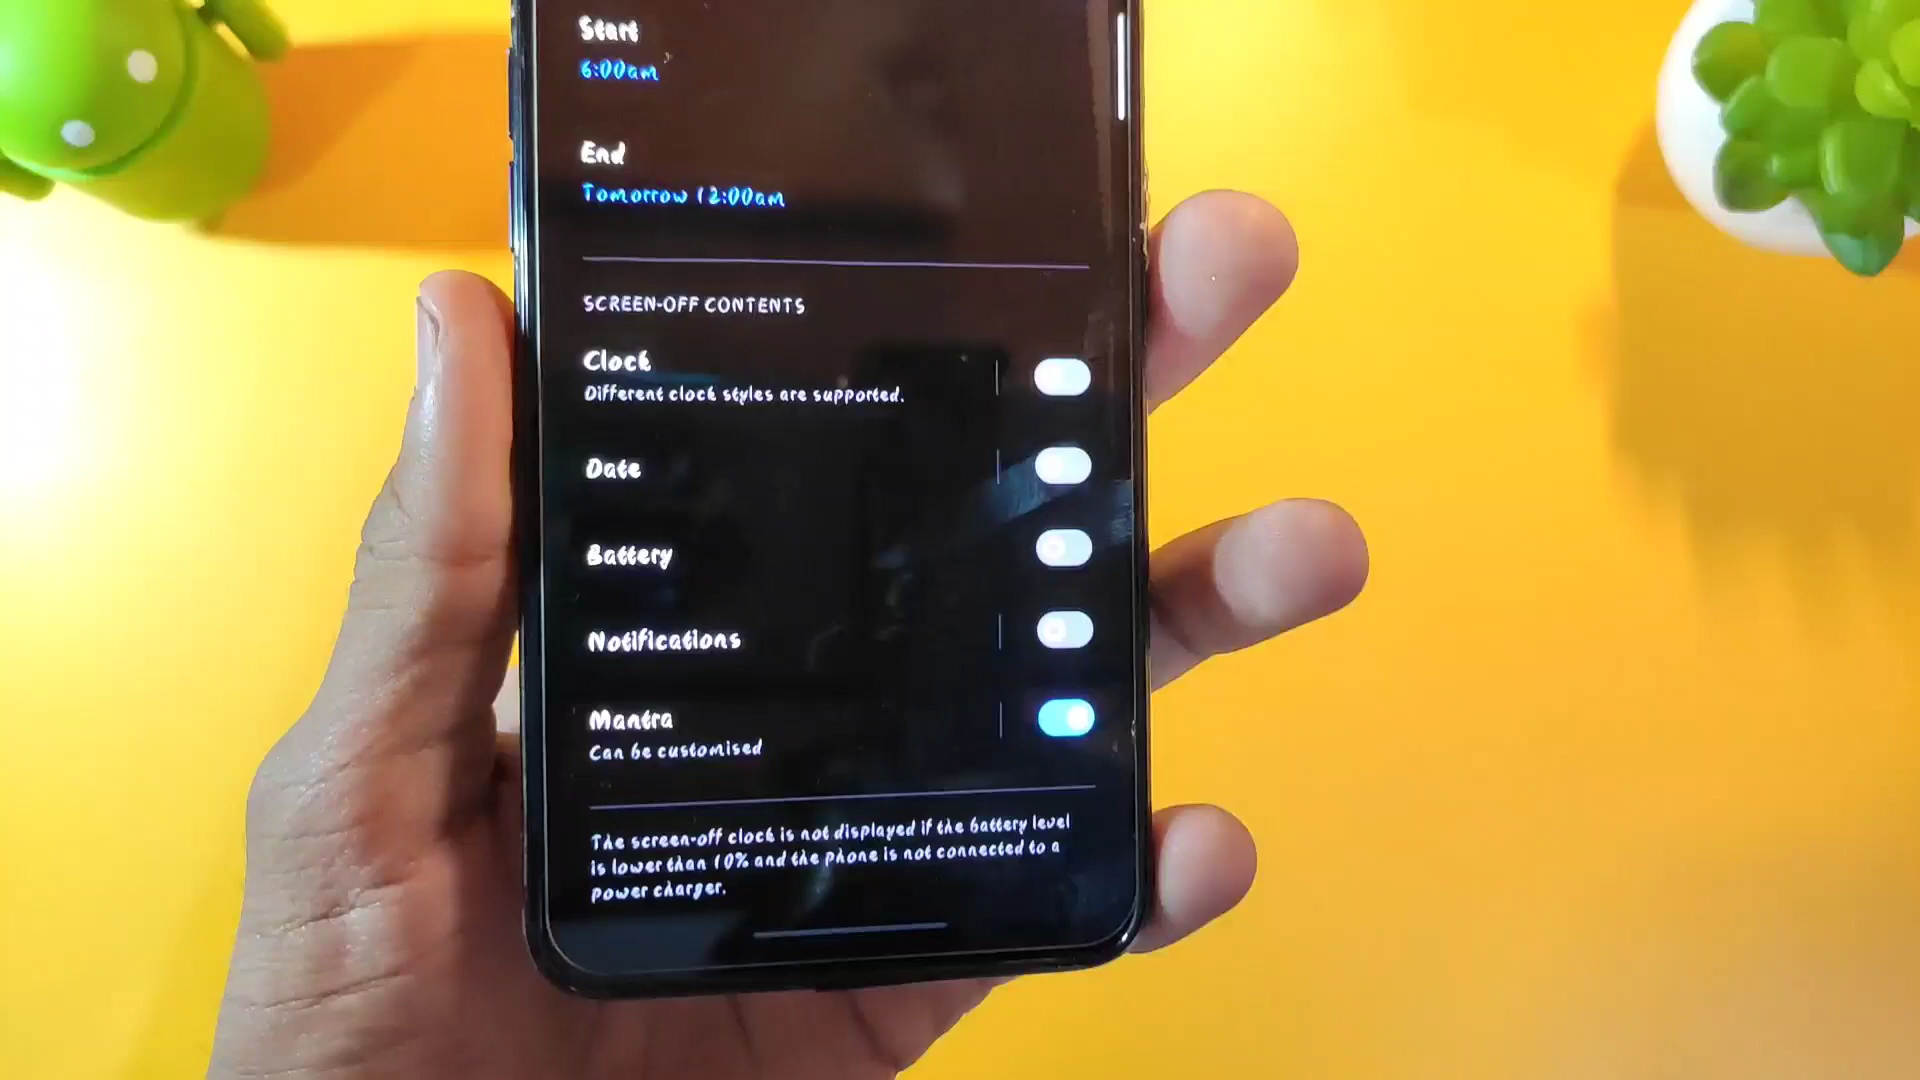 Start
6:00am
End
Tomorrow 12:00am
SCREEN-OFF CONTENTS
Clock
Different clock styles are supported.
Date
Battery
Notifications
Mantra
Can be customised
The screen-off clock is not displayed if the battery level
is lower than 10% and the phone is not connected to a
power charger.